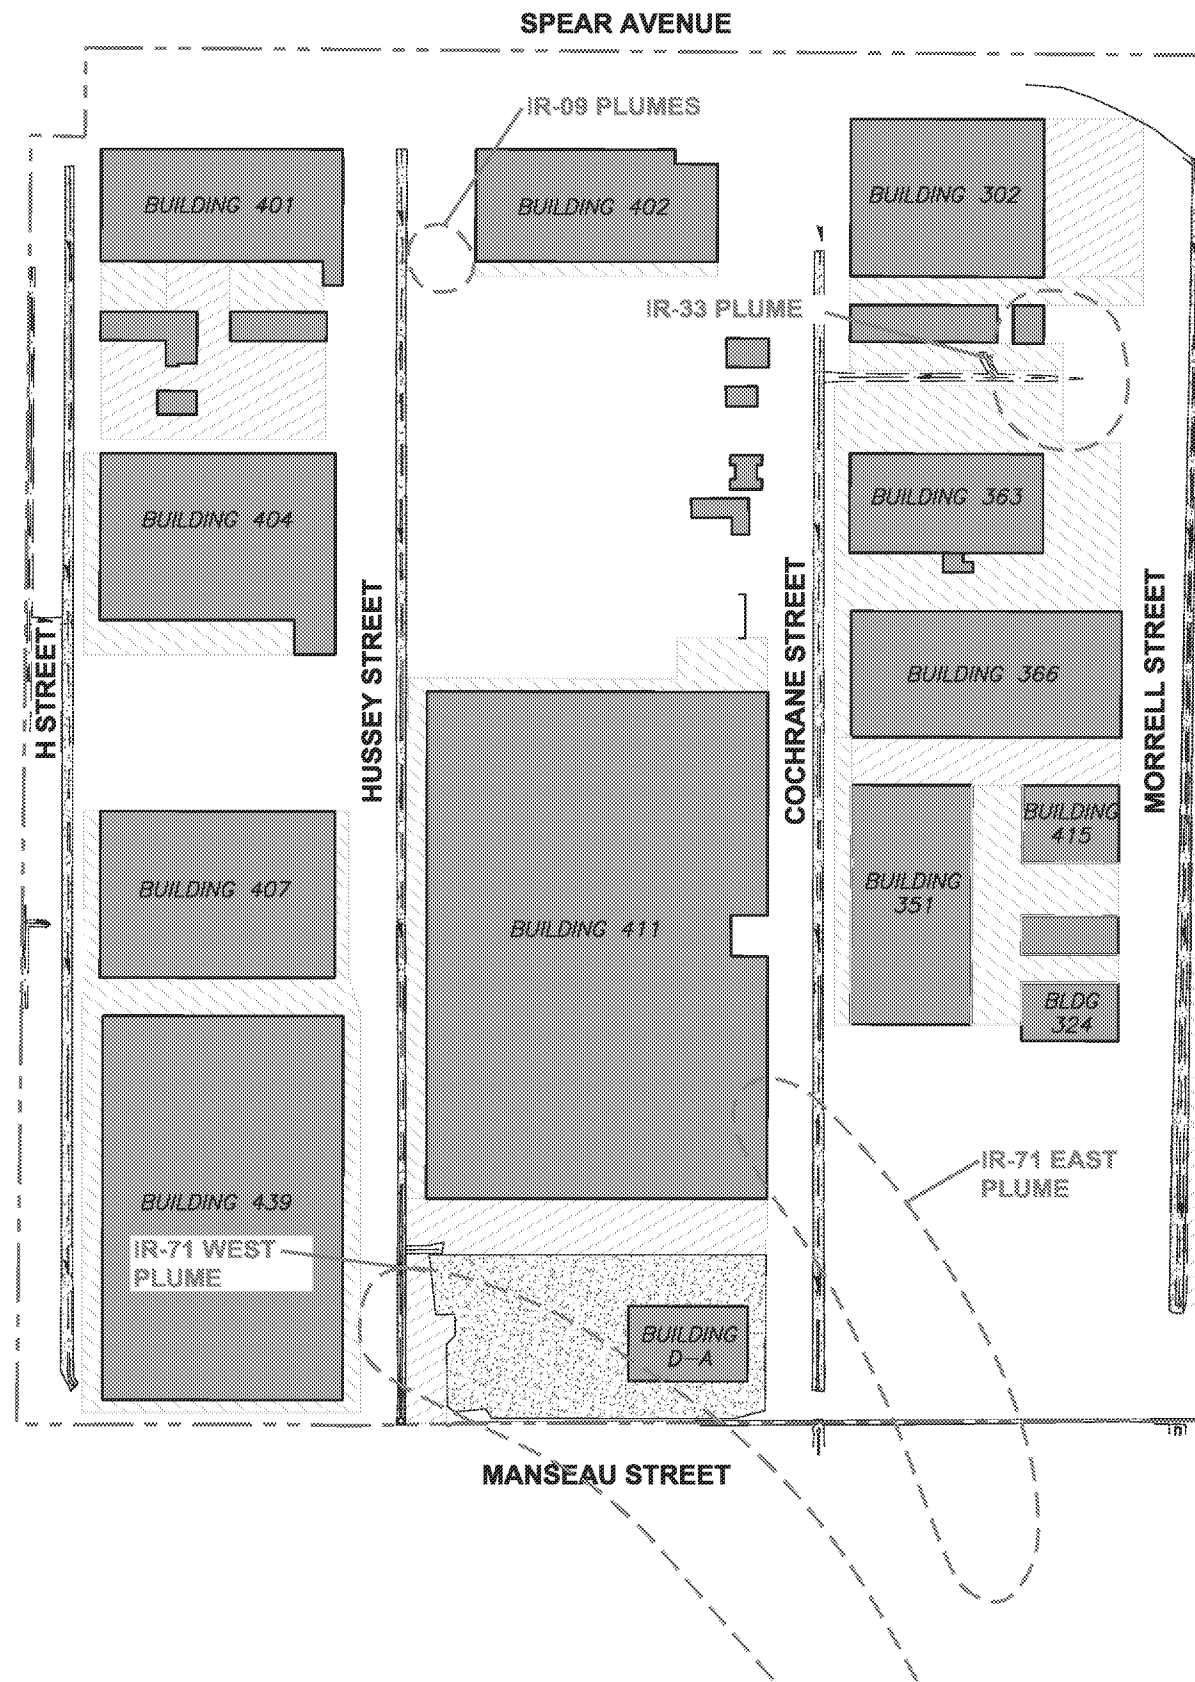 SPEAR AVENUE
IR-09 PLUMES
BUILDING 401
BUILDING 402
BUILDING 302
IR-33 PLUME
BUILDING 404
BUILDING 363
H STREET
HUSSEY STREET
COCHRANE STREET
MORRELL STREET
BUILDING 366
BUILDING
415
BUILDING 407
BUILDING
351
BUILDING 411
BLDG
324
IR-71 EAST
PLUME
BUILDING 439
IR-71 WEST
PLUME
BUILDING
D-A
MANSEAU STREET